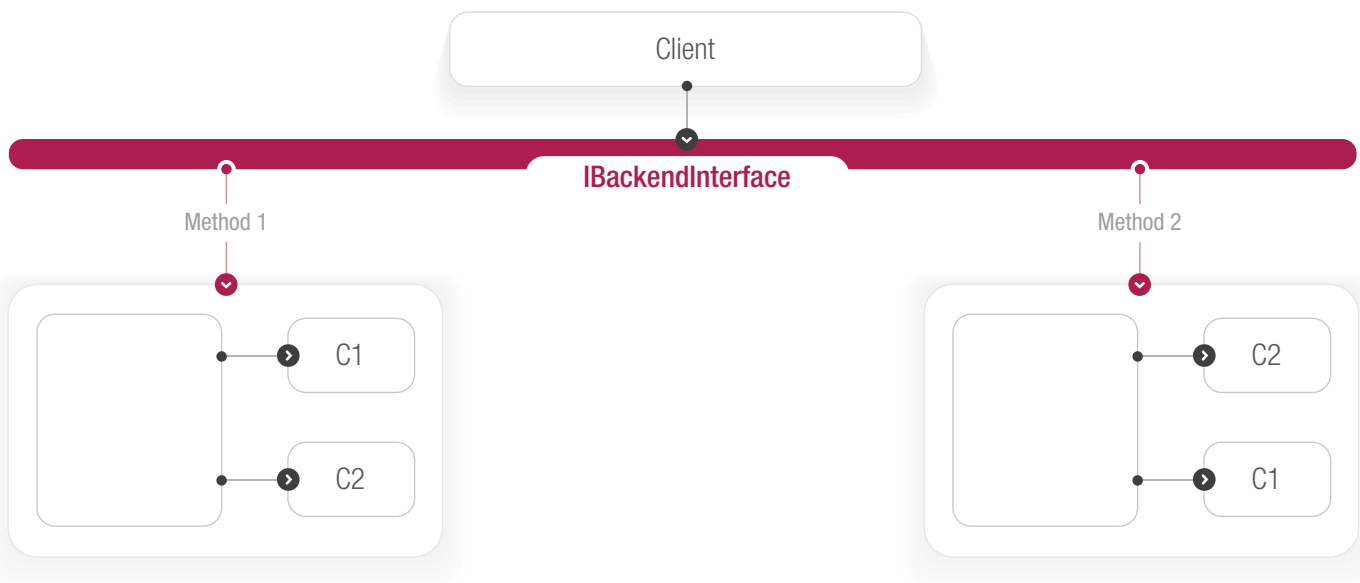 Client
IBackendInterface
Method 1
Method 2
C1
C2
C2
C1